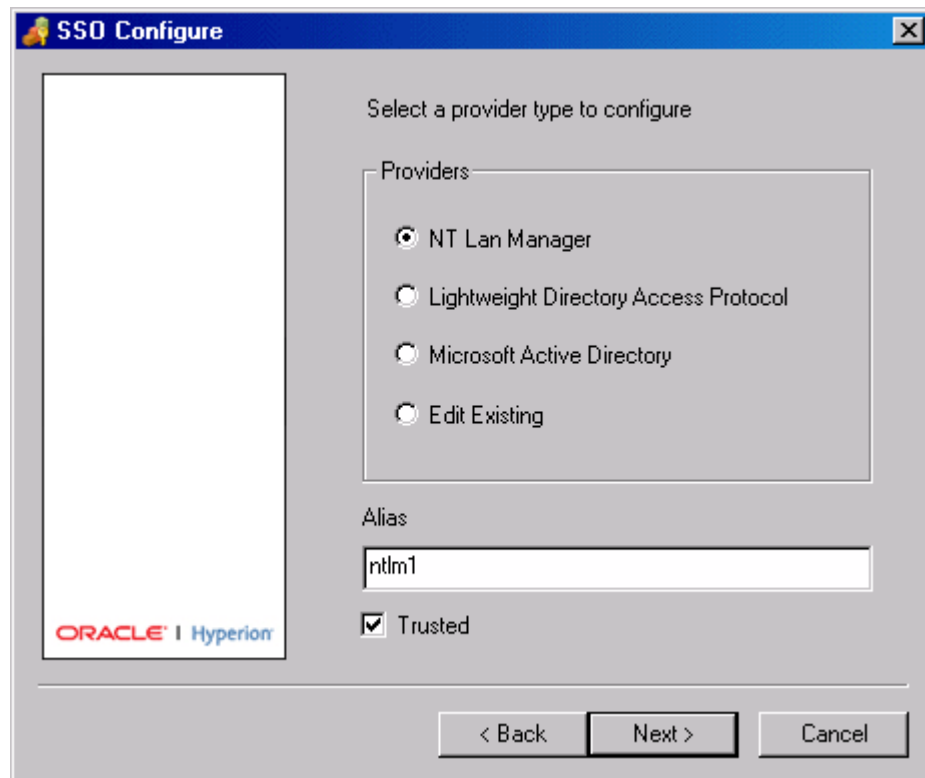 SSO Configure
Select a provider type to configure
Providers
NT Lan Manager
Lightweight Directory Access Protocol
Microsoft Active Directory
Edit Existing
Alias
ntlm1
Trusted
ORACLE | Hyperion
< Back Next > Cancel